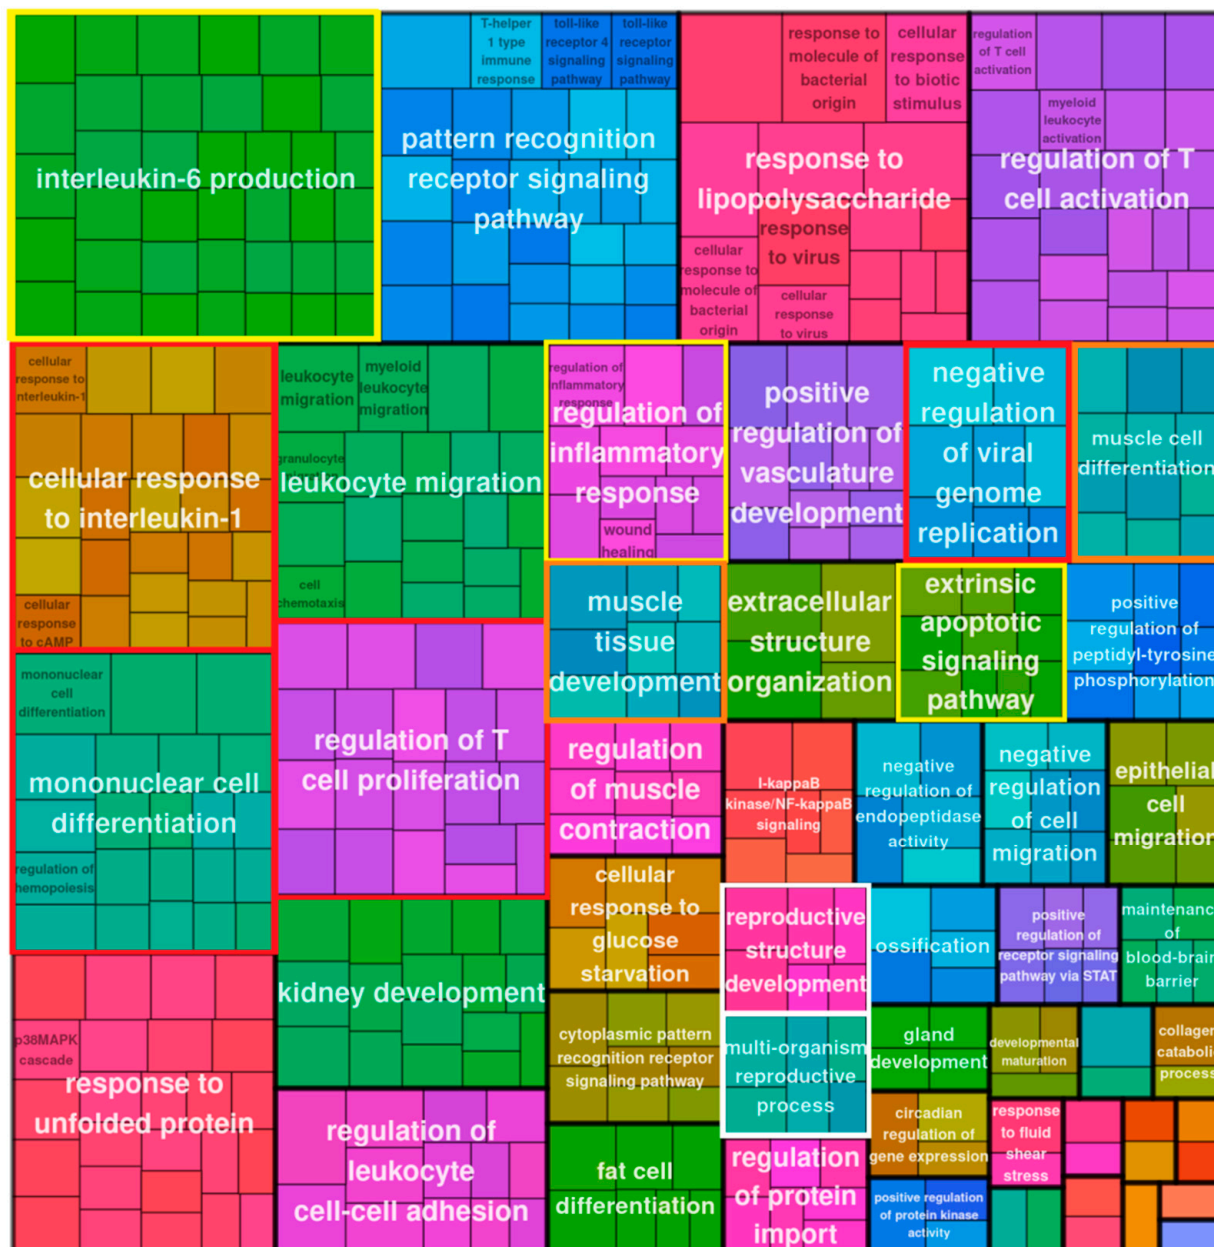 interleukin-6 production
T-helper
1 type
immune
response
toll-like
receptor 4
signaling
pathway
toll-like
receptor
signaling
pathway
pattern recognition
receptor signaling
pathway
response to
molecule of
bacterial
origin
cellular
response
to biotic
stimulus
response to
lipopolysaccharide
response
to virus
cellular
response to
molecule of
bacterial
origin
cellular
response
to virus
regulation
of T cell
activation
myeloid
leukocyte
activation
regulation of T
cell activation
cellular
response to
interleukin-1
cellular response
to interleukin-1
cellular
response
to cAMP
leukocyte
migration
myeloid
leukocyte
migration
granulocyte
leukocyte migration
cell
chemotaxis
regulation of
inflammatory
response
regulation of
inflammatory
response
wound
healing
positive
regulation of
vasculature
development
negative
regulation
of viral
genome
replication
muscle cell
differentiation
muscle
tissue
development
extracellular
structure
organization
extrinsic
apoptotic
signaling
pathway
positive
regulation of
peptidyl-tyrosine
phosphorylation
mononuclear
cell
differentiation
mononuclear cell
differentiation
regulation of
hemopoiesis
regulation of T
cell proliferation
regulation
of muscle
contraction
I-kappaB
kinase/NF-kappaB
signaling
negative
regulation of
endopeptidase
activity
negative
regulation
of cell
migration
epithelial
cell
migration
cellular
response to
glucose
starvation
reproductive
structure
development
ossification
positive
regulation of
receptor signaling
pathway via STAT
maintenance
of
blood-brain
barrier
p38MAPK
cascade
response to
unfolded protein
kidney development
cytoplasmic pattern
recognition receptor
signaling pathway
multi-organism
reproductive
process
gland
development
developmental
maturation
collagen
catabolic
process
regulation of
leukocyte
cell-cell adhesion
fat cell
differentiation
regulation
of protein
import
circadian
regulation of
gene expression
response
to fluid
shear
stress
positive regulation
of protein kinase
activity